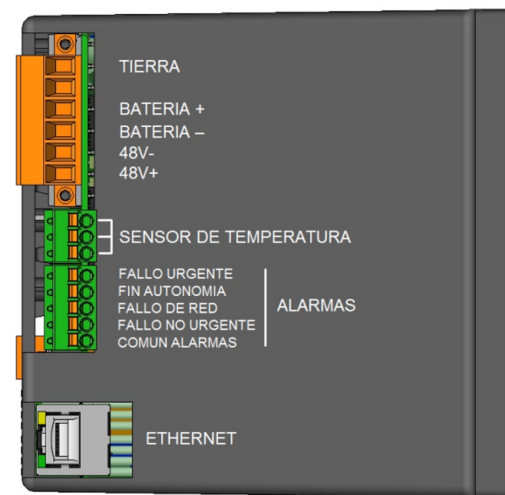 TIERRA
BATERIA +
BATERIA –
48V-
48V+
SENSOR DE TEMPERATURA
FALLO URGENTE
FIN AUTONOMIA
FALLO DE RED
FALLO NO URGENTE
COMUN ALARMAS
ALARMAS
ETHERNET